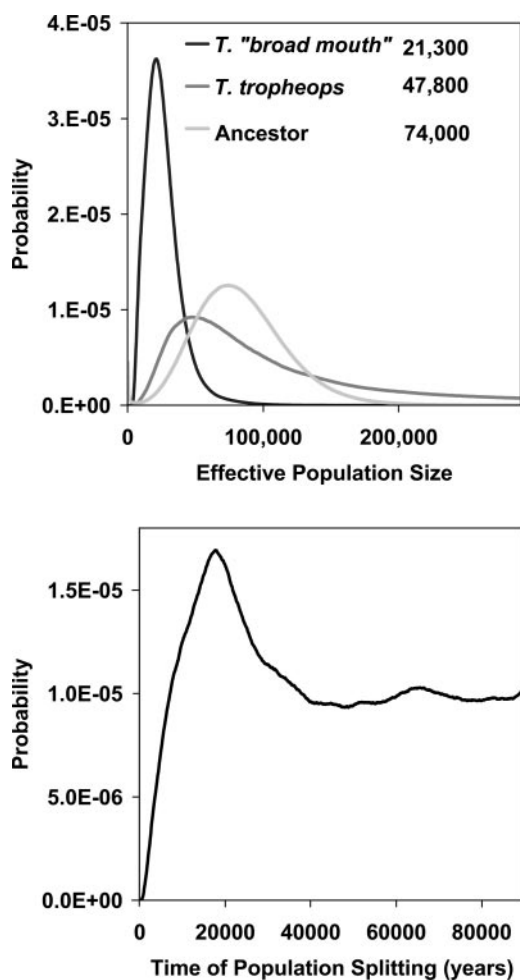 4.E-05
3.E-05
2.E-05
1.E-05
0.E+00
Probability
T. "broad mouth" 21,300
T. tropheops 47,800
Ancestor 74,000
0 100,000 200,000
Effective Population Size
1.5E-05
1.0E-05
5.0E-06
0.0E+00
Probability
0 20000 40000 60000 80000
Time of Population Splitting (years)